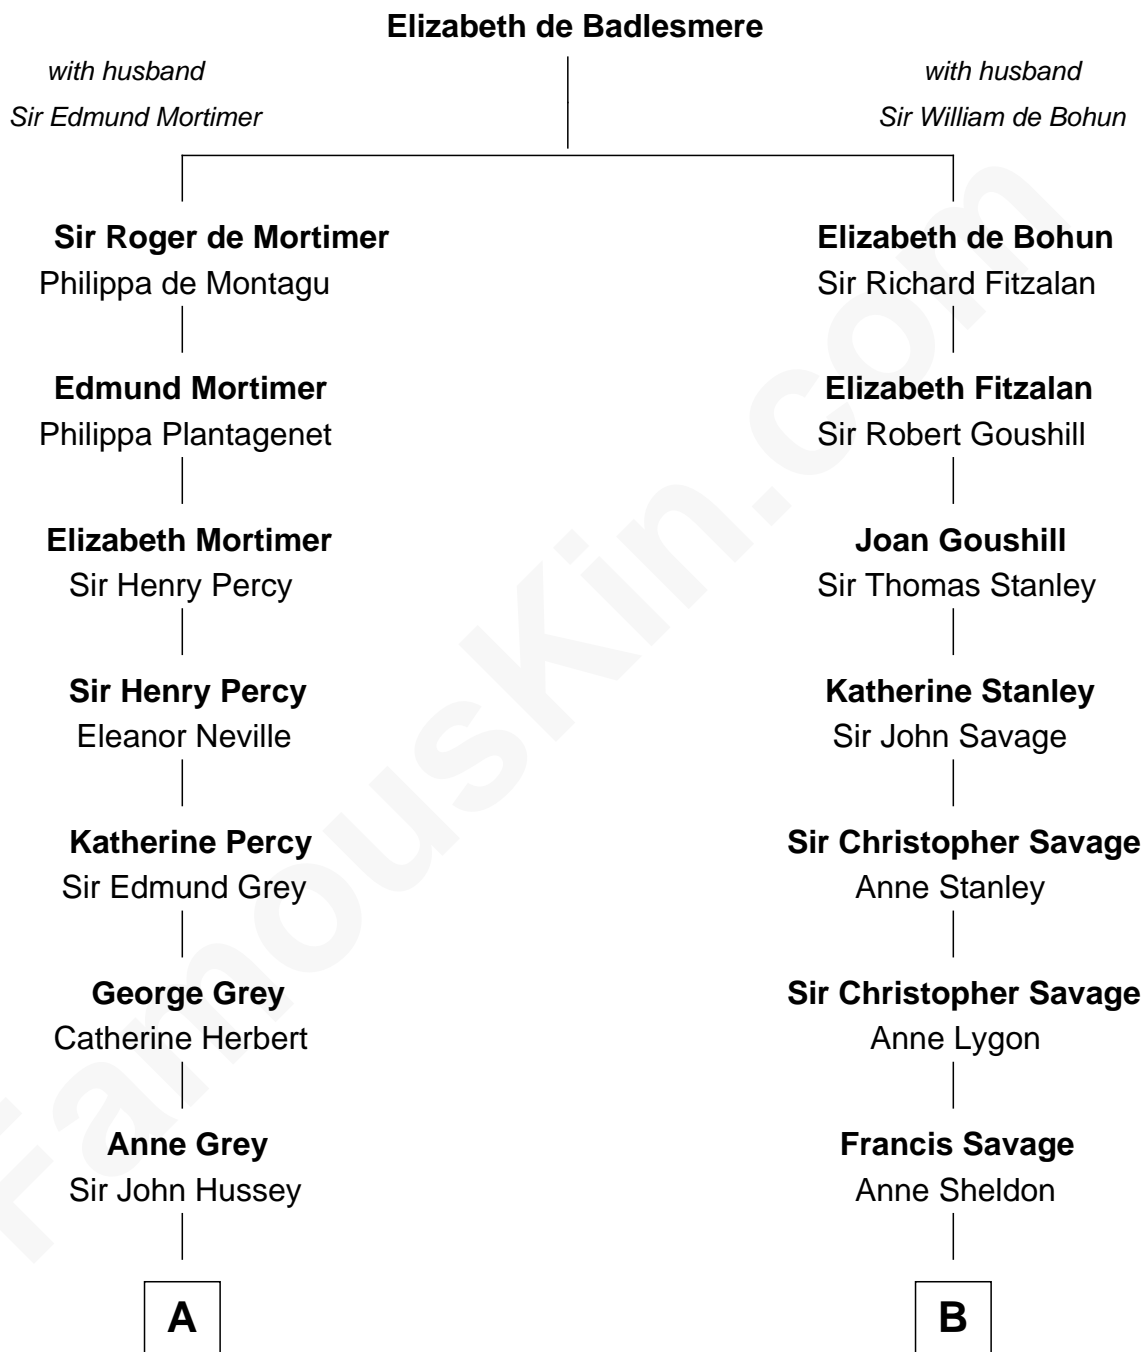 Elizabeth de Badlesmere
with husband
Sir Edmund Mortimer
with husband
Sir William de Bohun
Sir Roger de Mortimer
Philippa de Montagu
Elizabeth de Bohun
Sir Richard Fitzalan
Edmund Mortimer
Philippa Plantagenet
Elizabeth Fitzalan
Sir Robert Goushill
Elizabeth Mortimer
Sir Henry Percy
Joan Goushill
Sir Thomas Stanley
Sir Henry Percy
Eleanor Neville
Katherine Stanley
Sir John Savage
Katherine Percy
Sir Edmund Grey
Sir Christopher Savage
Anne Stanley
George Grey
Catherine Herbert
Sir Christopher Savage
Anne Lygon
Anne Grey
Sir John Hussey
Francis Savage
Anne Sheldon
A
B
FamousKin.com